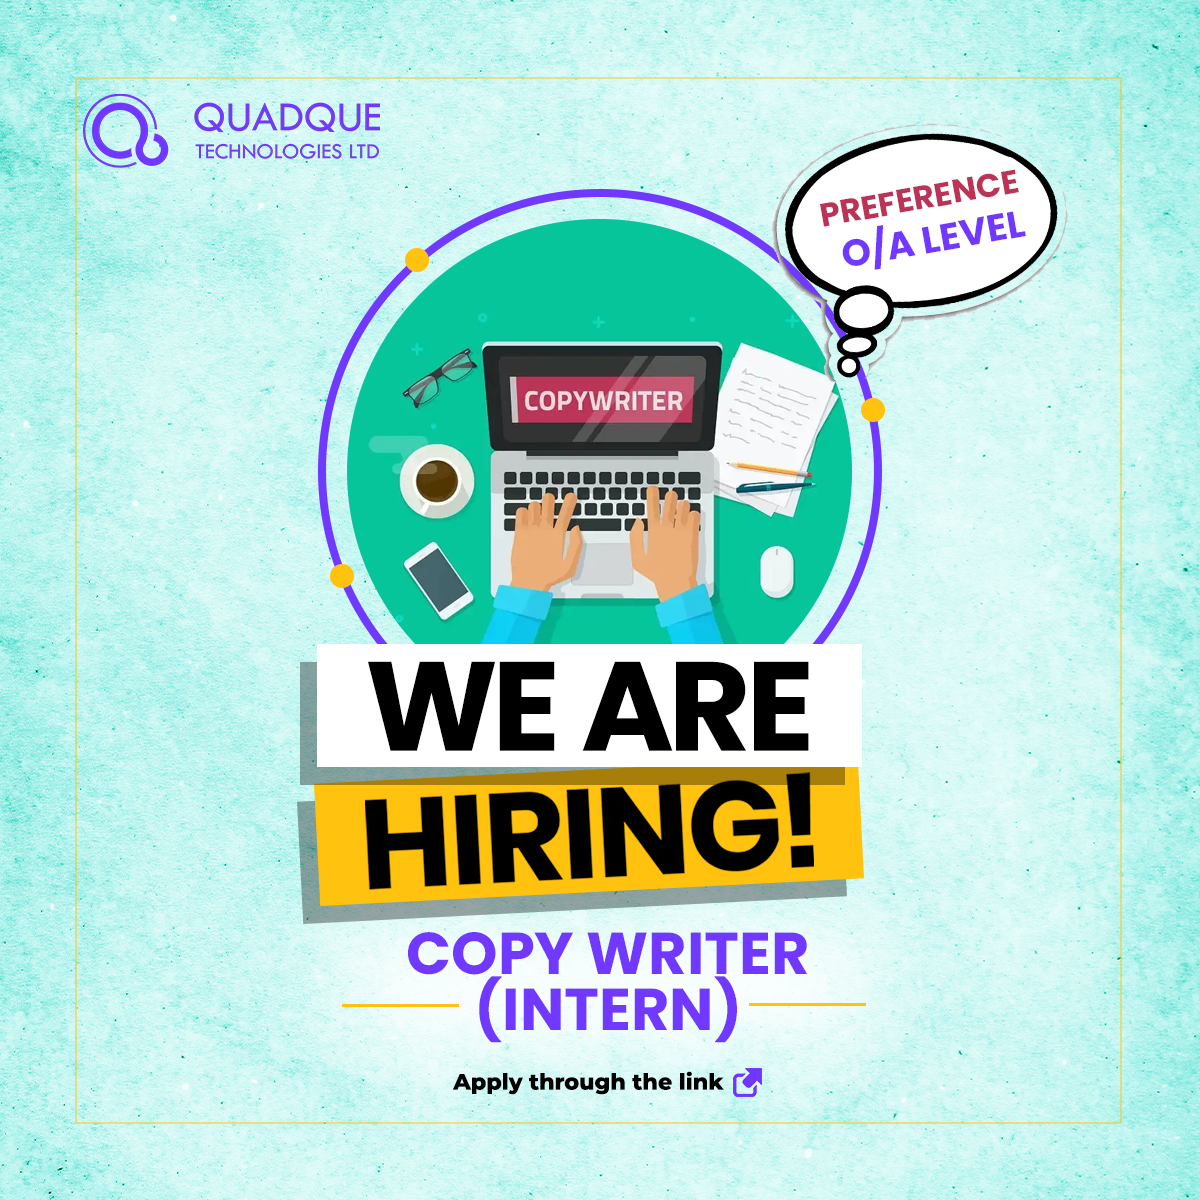 QUADQUE
TECHNOLOGIES LTD
PREFERENCE
O/A LEVEL
COPYWRITER
WE ARE
HIRING!
COPY WRITER
(INTERN)
Apply through the link